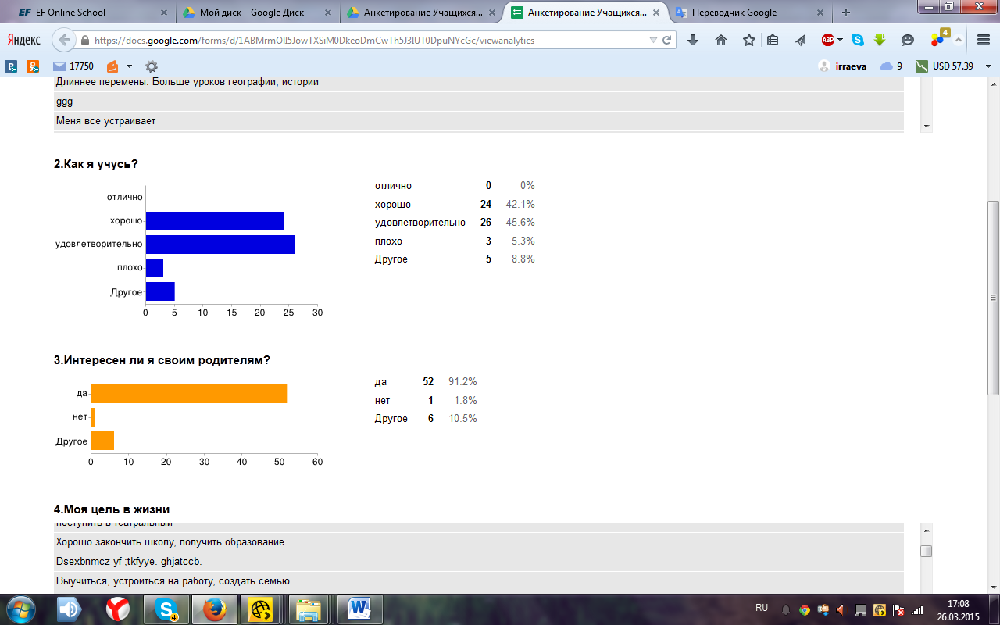 EF EF Online School
Мой диск – Google Диск
Анкетирование Учащихся...
Анкетирование Учащихся...
Переводчик Google
Яндекс
https://docs.google.com/forms/d/1ABMrmOlI5JowTXSiM0DkeoDmCwTh5J3IUT0DpuNYcGc/viewanalytics
ABP
4
17750
irraeva
9
USD 57.39
Длиннее перемены. Больше уроков географии, истории
ggg
Меня все устраивает
2.Как я учусь?
отлично
хорошо
удовлетворительно
плохо
Другое
0 5 10 15 20 25 30
отлично 0 0%
хорошо 24 42.1%
удовлетворительно 26 45.6%
плохо 3 5.3%
Другое 5 8.8%
3.Интересен ли я своим родителям?
да
нет
Другое
0 10 20 30 40 50 60
да 52 91.2%
нет 1 1.8%
Другое 6 10.5%
4.Моя цель в жизни
поступить в театральный
Хорошо закончить школу, получить образование
Dsexbnmcz yf ;tkfyye. ghjatccb.
Выучиться, устроиться на работу, создать семью
4
RU
17:08
26.03.2015